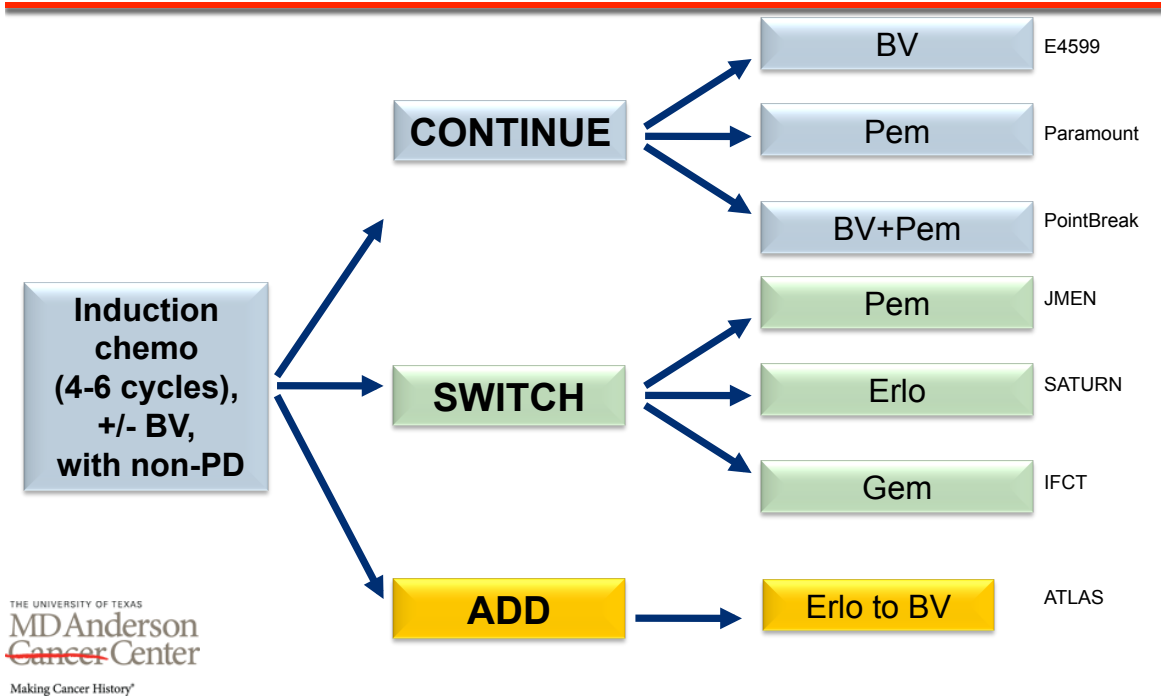 BV
E4599
CONTINUE
Pem
Paramount
BV+Pem
PointBreak
Induction
chemo
(4-6 cycles),
+/- BV,
with non-PD
Pem
JMEN
SWITCH
Erlo
SATURN
Gem
IFCT
ADD
Erlo to BV
ATLAS
THE UNIVERSITY OF TEXAS
MDAnderson
Cancer Center
Making Cancer History®